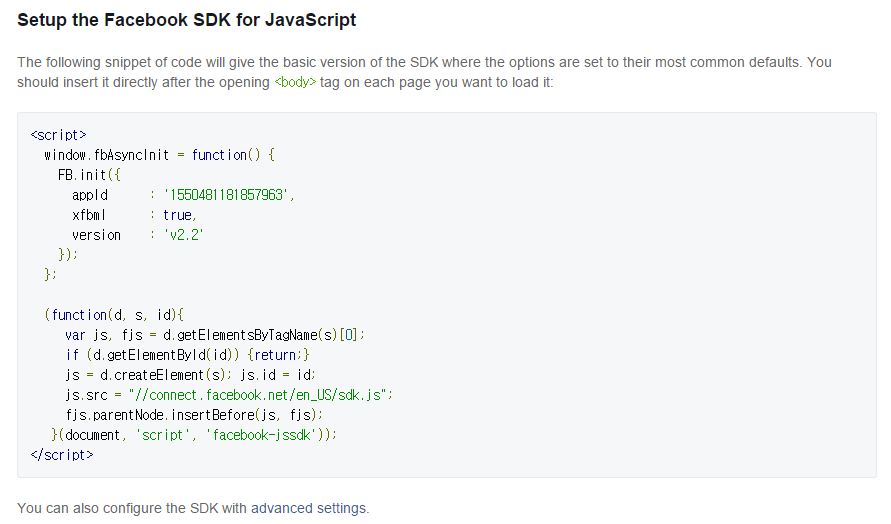 Setup the Facebook SDK for JavaScript
The following snippet of code will give the basic version of the SDK where the options are set to their most common defaults. You
should insert it directly after the opening <body> tag on each page you want to load it:
<script>
  window.fbAsyncInit = function() {
    FB.init({
      appId      : '1550481181857963',
      xfbml      : true,
      version    : 'v2.2'
    });
  };
  (function(d, s, id){
     var js, fjs = d.getElementsByTagName(s)[0];
     if (d.getElementById(id)) {return;}
     js = d.createElement(s); js.id = id;
     js.src = "//connect.facebook.net/en_US/sdk.js";
     fjs.parentNode.insertBefore(js, fjs);
   }(document, 'script', 'facebook-jssdk'));
</script>
You can also configure the SDK with advanced settings.